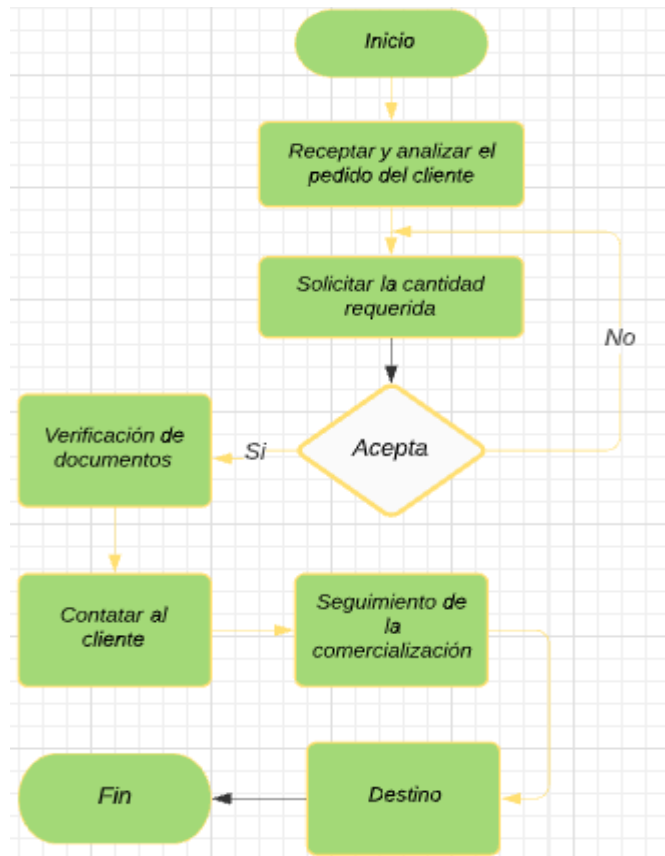 Inicio
Receptar y analizar el
pedido del cliente
Solicitar la cantidad
requerida
No
Acepta
Si
Verificación de
documentos
Contatar al
cliente
Seguimiento de
la
comercialización
Destino
Fin